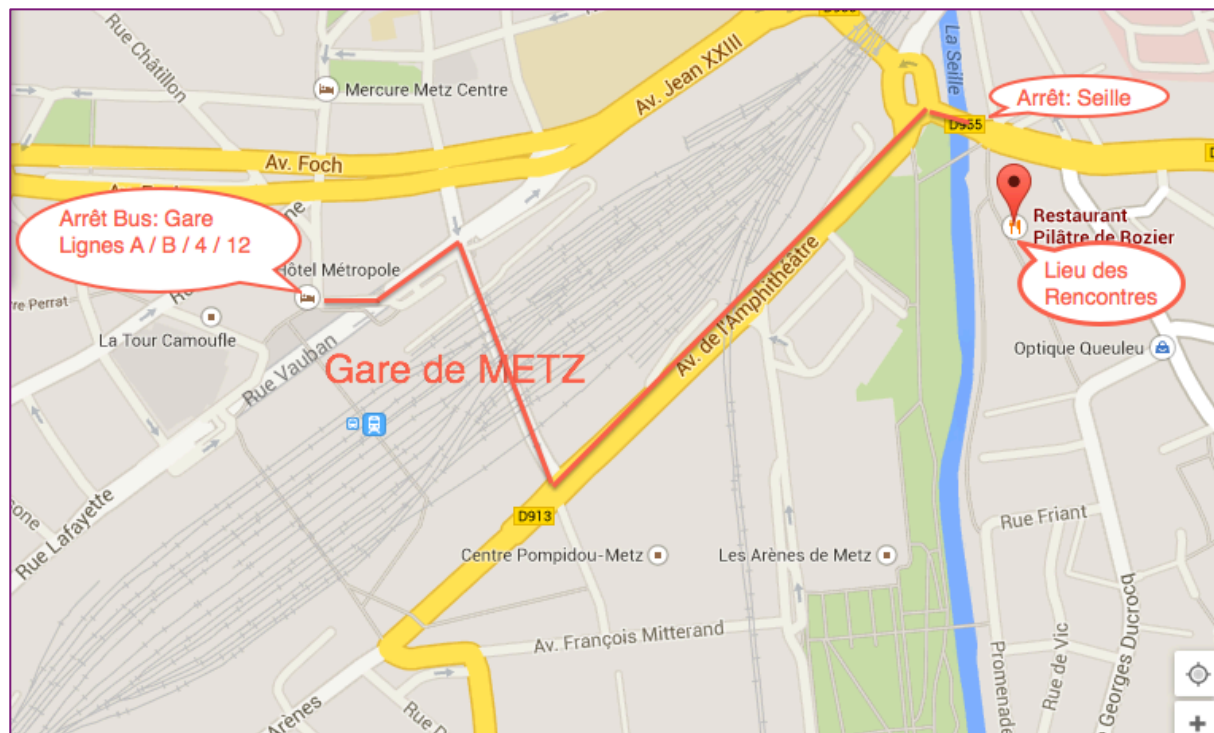 Rue Châtillon
Mercure Metz Centre
Av. Jean XXIII
La Seille
Arrêt: Seille
D955
Av. Foch
Arrêt Bus: Gare
Lignes A / B / 4 / 12
Hôtel Métropole
Restaurant
Pilâtre de Rozier
Lieu des
Rencontres
Perrat
La Tour Camoufle
Rue Vauban
Gare de METZ
Av. de l'Amphithéâtre
Optique Queuleu
Rue Lafayette
D913
Rue Friant
Centre Pompidou-Metz
Les Arènes de Metz
Av. François Mitterand
Arènes
Promenade
Rue de Vic
Georges Ducrocq